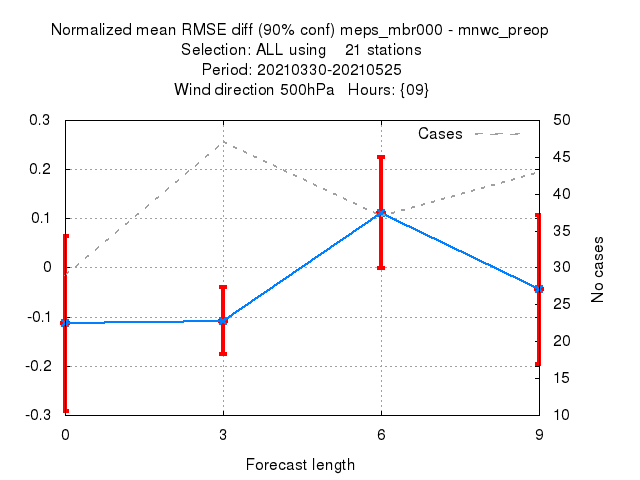 Normalized mean RMSE diff (90% conf) meps_mbr000 - mnwc_preop
Selection: ALL using 21 stations
Period: 20210330-20210525
Wind direction 500hPa Hours: {09}
Cases
0.3
0.2
0.1
0
-0.1
-0.2
-0.3
50
45
40
35
30
25
20
15
10
No cases
0 3 6 9
Forecast length